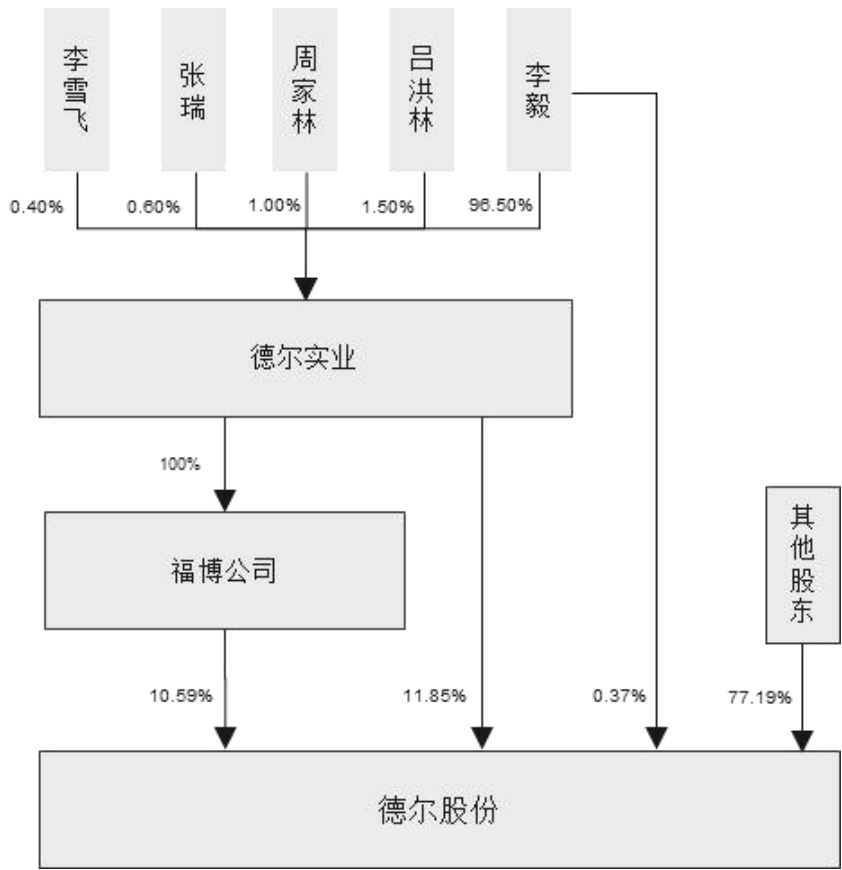 李雪飞
张瑞
周家林
吕洪林
李毅
0.40%
0.60%
1.00%
1.50%
96.50%
德尔实业
100%
福博公司
其他股东
10.59%
11.85%
0.37%
77.19%
德尔股份